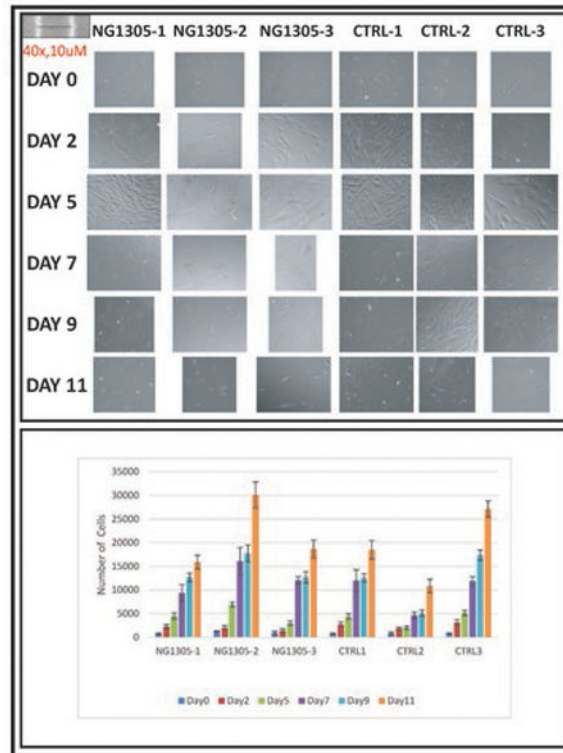 NG1305-1 NG1305-2 NG1305-3 CTRL-1 CTRL-2 CTRL-3
40x,10uM
DAY 0
DAY 2
DAY 5
DAY 7
DAY 9
DAY 11
35000
30000
25000
20000
15000
10000
5000
0
Number of Cells
NG1305-1 NG1305-2 NG1305-3 CTRL1 CTRL2 CTRL3
Day0 Day2 Day5 Day7 Day9 Day11